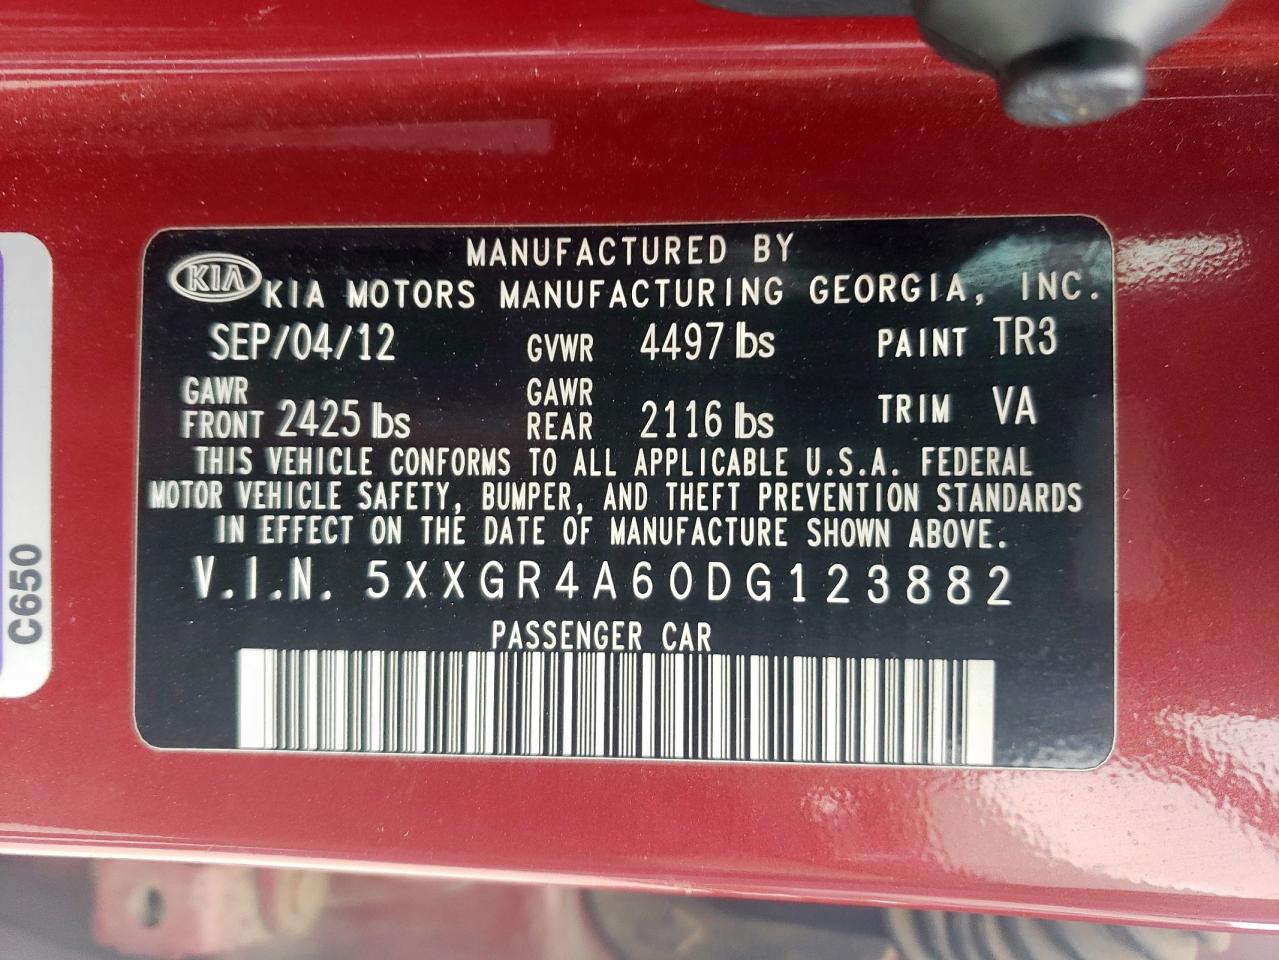 MANUFACTURED BY
KIA KIA MOTORS MANUFACTURING GEORGIA, INC.
SEP/04/12 GVWR 4497 lbs PAINT TR3
GAWR FRONT 2425 lbs GAWR REAR 2116 lbs TRIM VA
THIS VEHICLE CONFORMS TO ALL APPLICABLE U.S.A. FEDERAL
MOTOR VEHICLE SAFETY, BUMPER, AND THEFT PREVENTION STANDARDS
IN EFFECT ON THE DATE OF MANUFACTURE SHOWN ABOVE.
V.I.N. 5XXGR4A60DG123882
PASSENGER CAR
C650